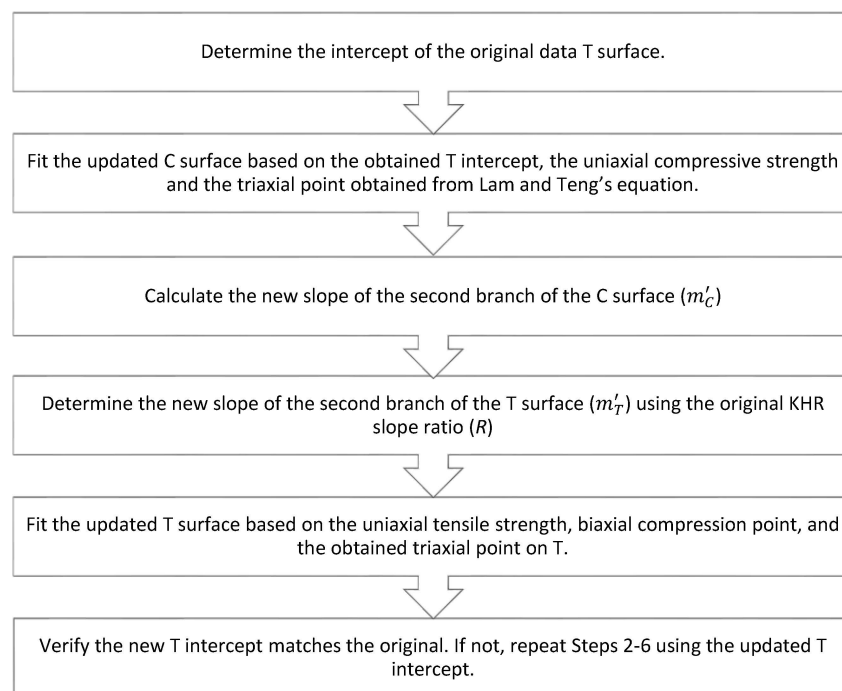 Determine the intercept of the original data T surface.
Fit the updated C surface based on the obtained T intercept, the uniaxial compressive strength
and the triaxial point obtained from Lam and Teng’s equation.
Calculate the new slope of the second branch of the C surface (m′_C)
Determine the new slope of the second branch of the T surface (m′_T) using the original KHR
slope ratio (R)
Fit the updated T surface based on the uniaxial tensile strength, biaxial compression point, and
the obtained triaxial point on T.
Verify the new T intercept matches the original. If not, repeat Steps 2-6 using the updated T
intercept.